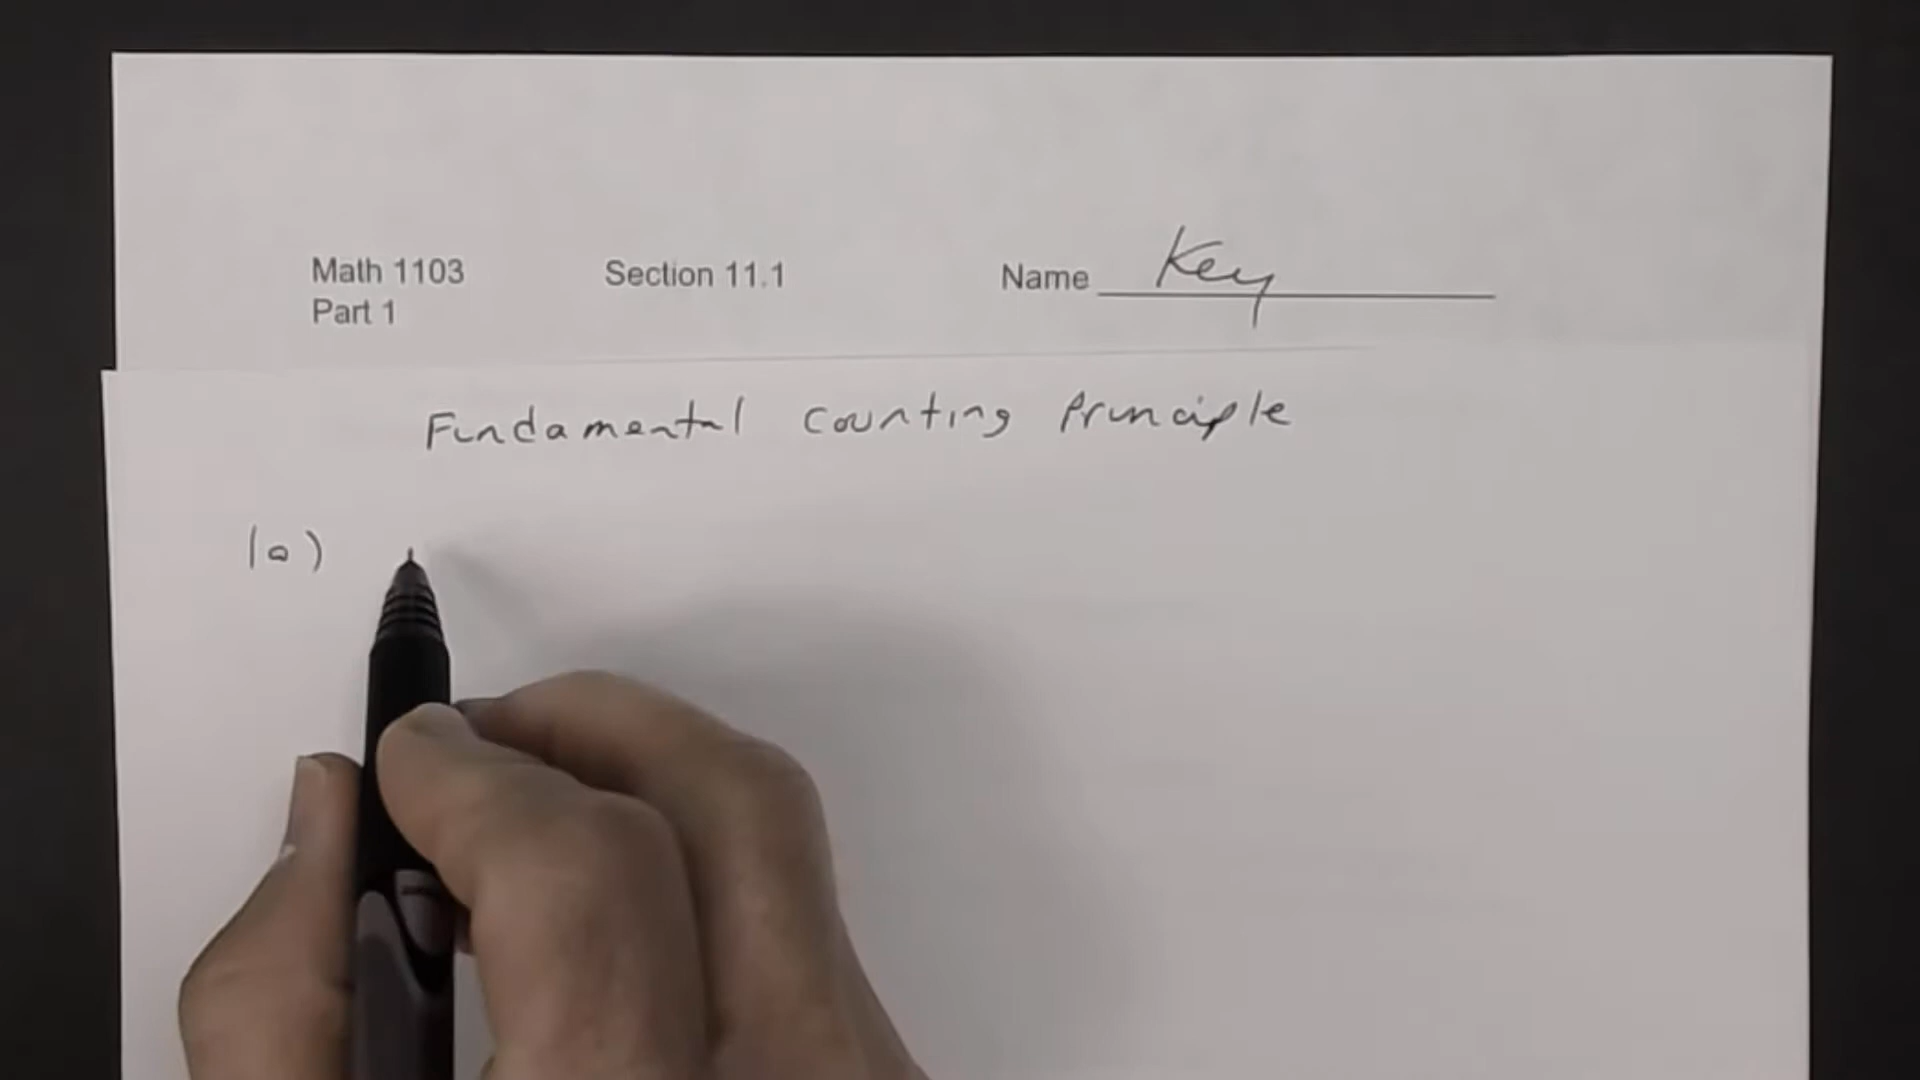 Math 1103 Section 11.1 Name Key
Part 1
Fundamental Counting Principle
1a)